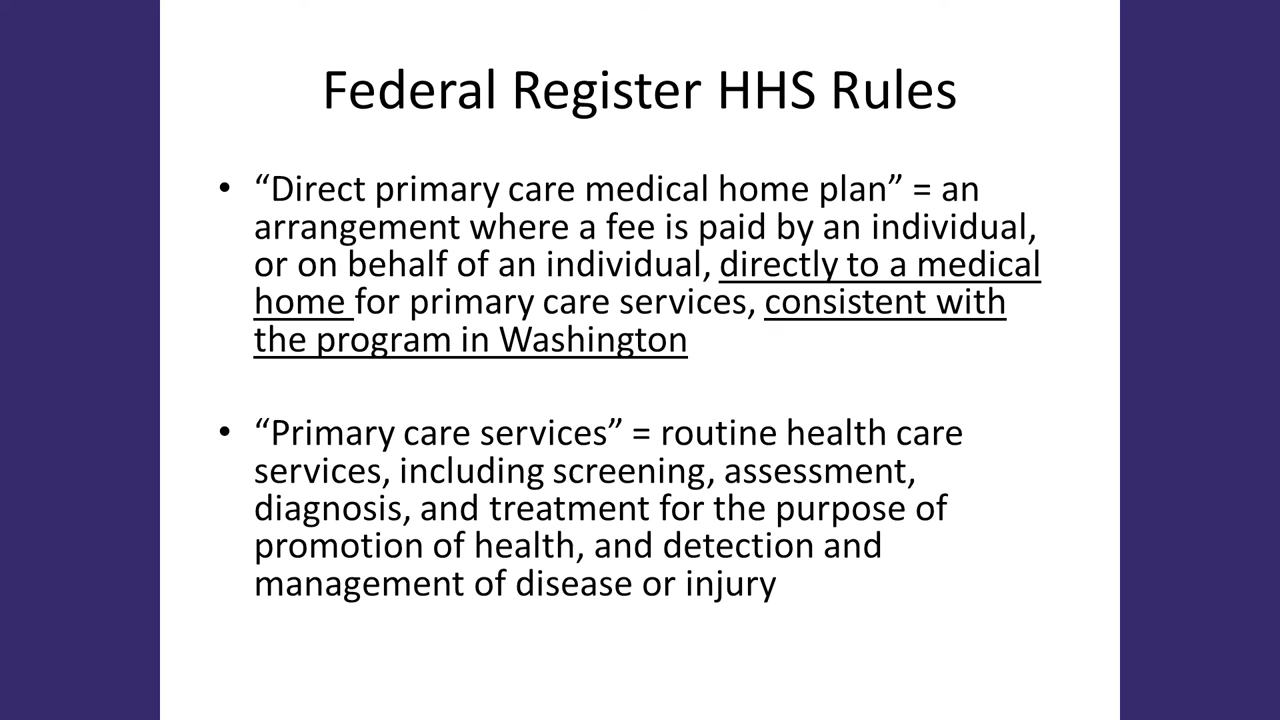 Federal Register HHS Rules
• “Direct primary care medical home plan” = an
arrangement where a fee is paid by an individual,
or on behalf of an individual, directly to a medical
home for primary care services, consistent with
the program in Washington
• “Primary care services” = routine health care
services, including screening, assessment,
diagnosis, and treatment for the purpose of
promotion of health, and detection and
management of disease or injury